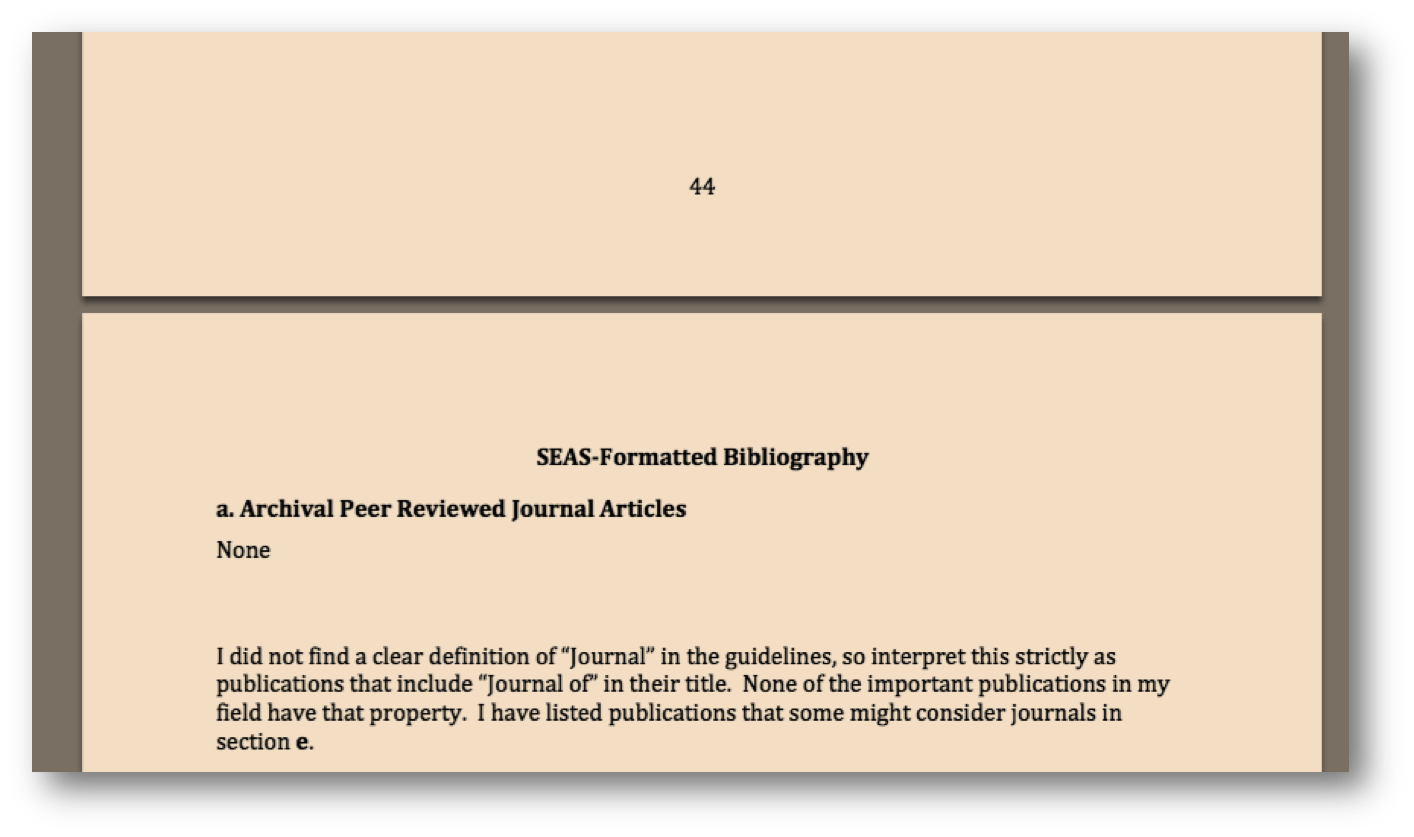 44
SEAS-Formatted Bibliography
a. Archival Peer Reviewed Journal Articles
None
I did not find a clear definition of “Journal” in the guidelines, so interpret this strictly as
publications that include “Journal of” in their title.  None of the important publications in my
field have that property.  I have listed publications that some might consider journals in
section e.